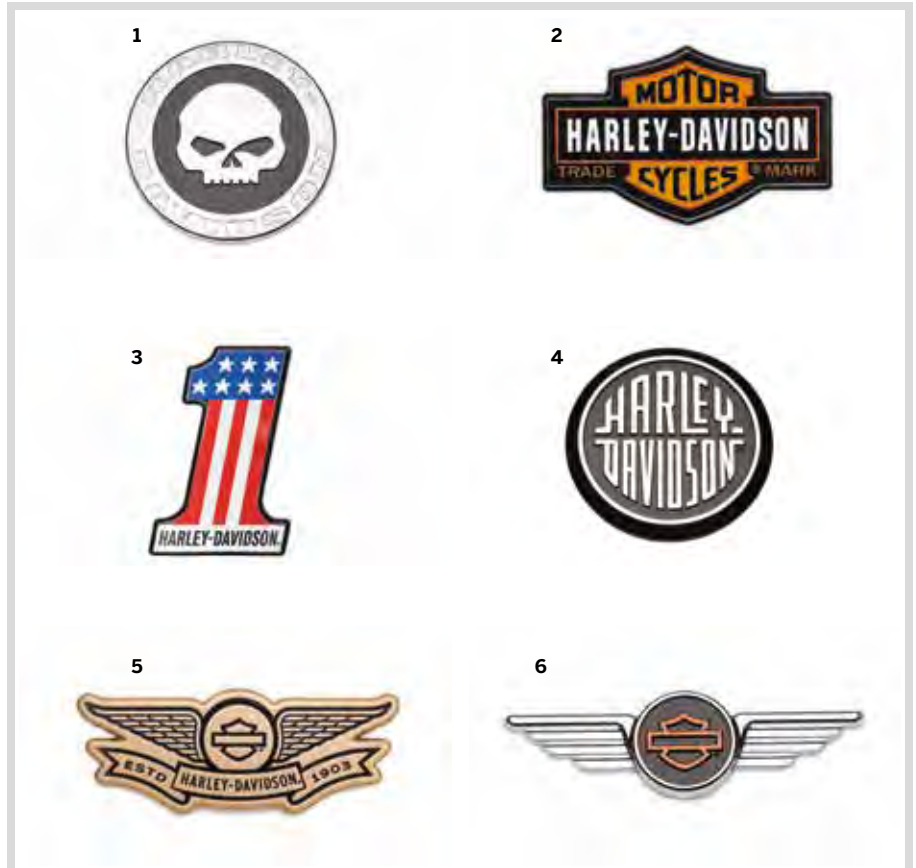 1
2
MOTOR
HARLEY-DAVIDSON
TRADE CYCLES ® MARK
3
4
HARLEY-DAVIDSON
HARLEY-
DAVIDSON
5
6
ESTD HARLEY-DAVIDSON 1903